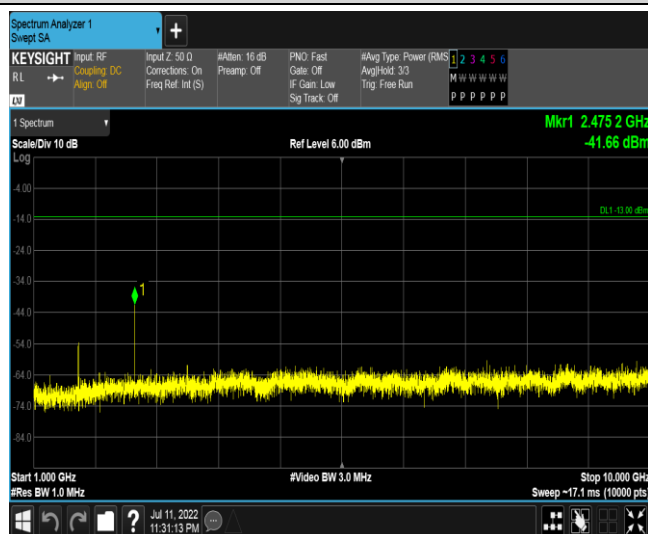 Spectrum Analyzer 1
Swept SA
+
KEYSIGHT Input: RF Input Z: 50 Ω #Atten: 16 dB PNO: Fast #Avg Type: Power (RMS 1 2 3 4 5 6
RL Coupling: DC Corrections: On Preamp: Off Gate: Off Avg|Hold: 3/3 M W W W W W
Align: Off Freq Ref: Int (S) IF Gain: Low Trig: Free Run
LXI Sig Track: Off P P P P P P
1 Spectrum Mkr1 2.475 2 GHz
Scale/Div 10 dB Ref Level 6.00 dBm -41.66 dBm
Log
-4.00
DL1 -13.00 dBm
-14.0
-24.0
-34.0
1
-44.0
-54.0
-64.0
-74.0
-84.0
Start 1.000 GHz #Video BW 3.0 MHz Stop 10.000 GHz
#Res BW 1.0 MHz Sweep ~17.1 ms (10000 pts)
? Jul 11, 2022
11:31:13 PM